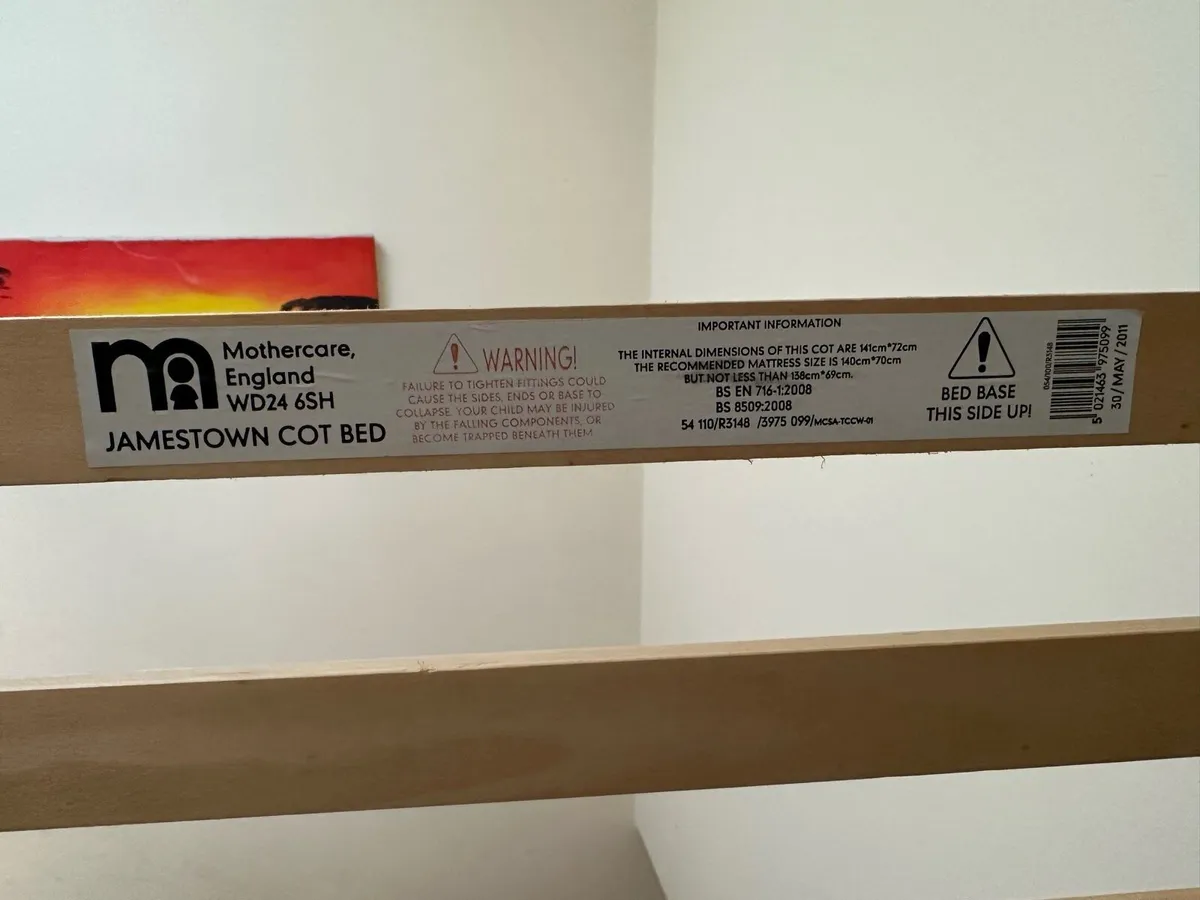 m
Mothercare,
England
WD24 6SH
JAMESTOWN COT BED
WARNING!
FAILURE TO TIGHTEN FITTINGS COULD
CAUSE THE SIDES, ENDS OR BASE TO
COLLAPSE. YOUR CHILD MAY BE INJURED
BY THE FALLING COMPONENTS, OR
BECOME TRAPPED BENEATH THEM
IMPORTANT INFORMATION
THE INTERNAL DIMENSIONS OF THIS COT ARE 141cm*72cm
THE RECOMMENDED MATTRESS SIZE IS 140cm*70cm
BUT NOT LESS THAN 138cm*69cm.
BS EN 716-1:2008
BS 8509:2008
54 110/R3148 /3975 099/MCSA-TCCW-01
BED BASE
THIS SIDE UP!
5 021463 975099
30/MAY/2011